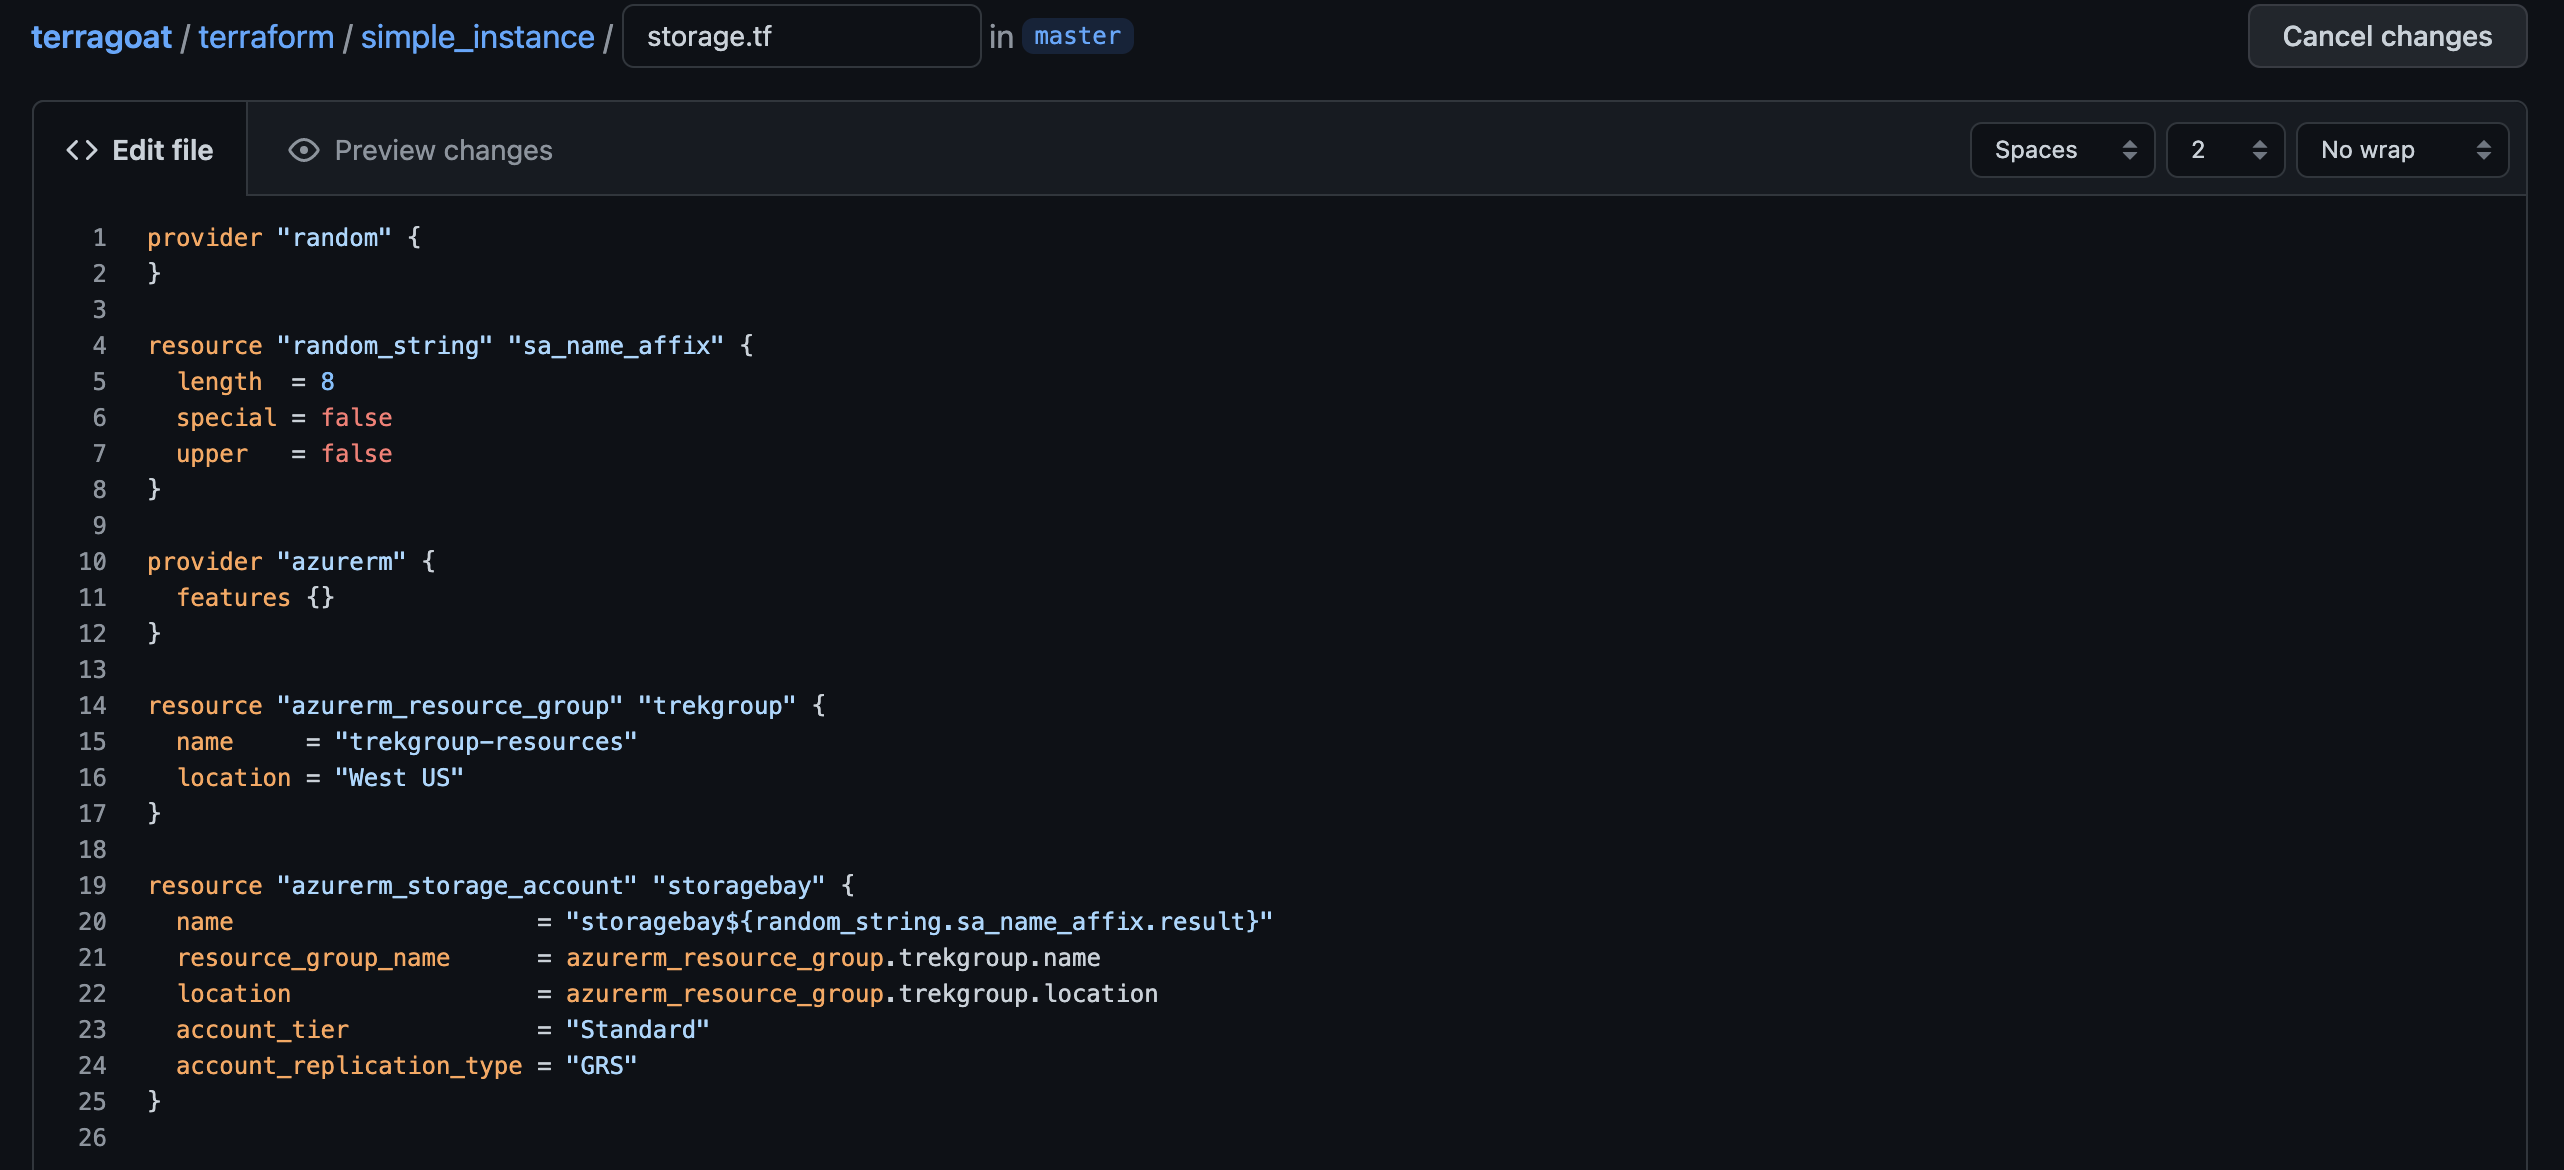 terragoat / terraform / simple_instance / storage.tf in master Cancel changes
<> Edit file Preview changes Spaces 2 No wrap
1 provider "random" {
2 }
3
4 resource "random_string" "sa_name_affix" {
5   length  = 8
6   special = false
7   upper   = false
8 }
9
10 provider "azurerm" {
11   features {}
12 }
13
14 resource "azurerm_resource_group" "trekgroup" {
15   name     = "trekgroup-resources"
16   location = "West US"
17 }
18
19 resource "azurerm_storage_account" "storagebay" {
20   name                     = "storagebay${random_string.sa_name_affix.result}"
21   resource_group_name      = azurerm_resource_group.trekgroup.name
22   location                 = azurerm_resource_group.trekgroup.location
23   account_tier             = "Standard"
24   account_replication_type = "GRS"
25 }
26